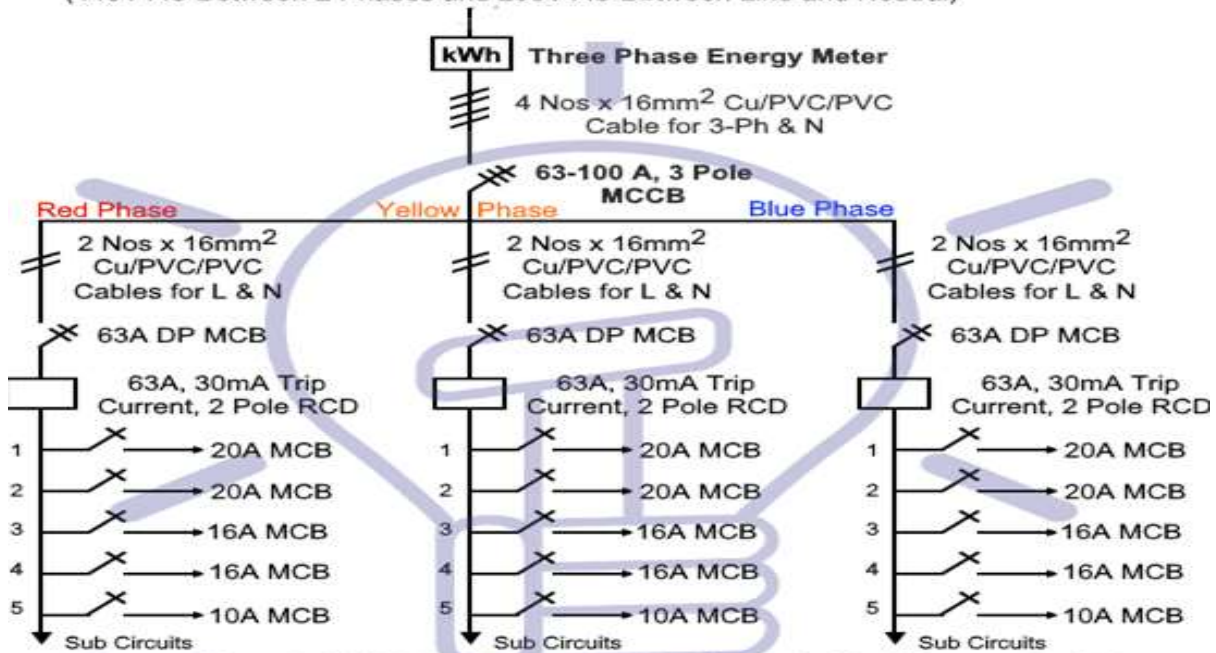 kWh Three Phase Energy Meter
4 Nos x 16mm² Cu/PVC/PVC
Cable for 3-Ph & N
63-100 A, 3 Pole
MCCB
Red Phase
Yellow Phase
Blue Phase
2 Nos x 16mm²
Cu/PVC/PVC
Cables for L & N
63A DP MCB
63A, 30mA Trip
Current, 2 Pole RCD
1 20A MCB
2 20A MCB
3 16A MCB
4 16A MCB
5 10A MCB
Sub Circuits
2 Nos x 16mm²
Cu/PVC/PVC
Cables for L & N
63A DP MCB
63A, 30mA Trip
Current, 2 Pole RCD
1 20A MCB
2 20A MCB
3 16A MCB
4 16A MCB
5 10A MCB
Sub Circuits
2 Nos x 16mm²
Cu/PVC/PVC
Cables for L & N
63A DP MCB
63A, 30mA Trip
Current, 2 Pole RCD
1 20A MCB
2 20A MCB
3 16A MCB
4 16A MCB
5 10A MCB
Sub Circuits